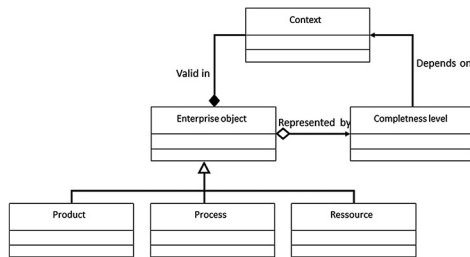 Context
Valid in
Depends on
Enterprise object
Represented by
Completness level
Product
Process
Ressource